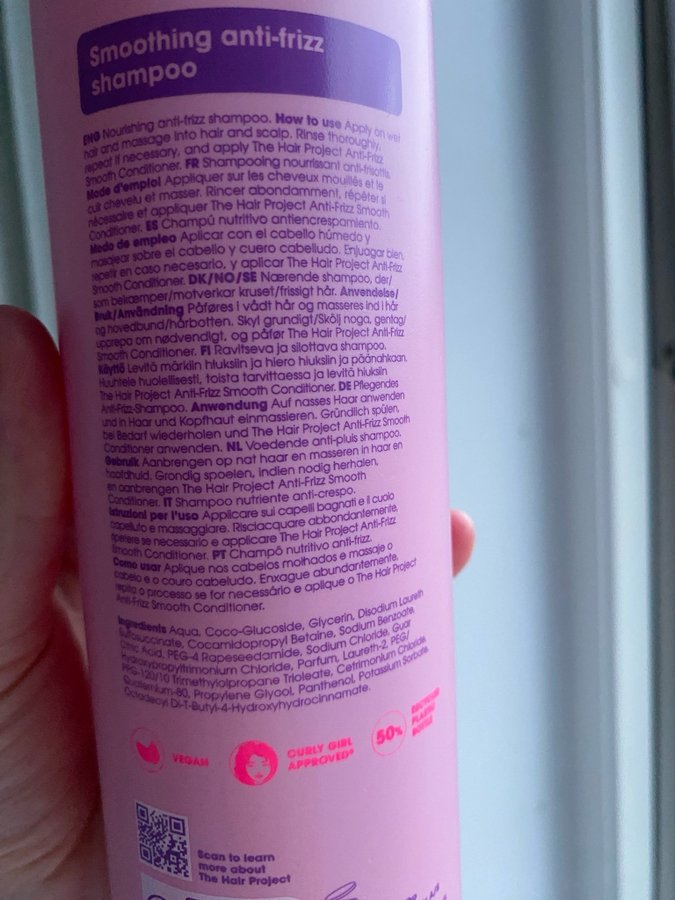 Smoothing anti-frizz
shampoo
ENG Nourishing anti-frizz shampoo. How to use Apply on wet
hair and massage into hair and scalp. Rinse thoroughly,
repeat if necessary, and apply The Hair Project Anti-Frizz
Smooth Conditioner. FR Shampooing nourrissant anti-frisottis.
Mode d'emploi Appliquer sur les cheveux mouillés et le
cuir chevelu et masser. Rincer abondamment, répéter si
nécessaire et appliquer The Hair Project Anti-Frizz Smooth
Conditioner. ES Champú nutritivo antiencrespamiento.
Modo de empleo Aplicar con el cabello húmedo y
masajear sobre el cabello y cuero cabelludo. Enjuagar bien,
repetir en caso necesario, y aplicar The Hair Project Anti-Frizz
Smooth Conditioner. DK/NO/SE Nærende shampoo, der/
som bekæmper/motverkar kruset/frissigt hår. Anvendelse/
Bruk/Användning Påføres i vådt hår og masseres ind i hår
og hovedbund/hårbotten. Skyl grundigt/Skölj noga, gentag/
upprepa om nødvendigt, og påfør The Hair Project Anti-Frizz
Smooth Conditioner. FI Ravitseva ja silottava shampoo.
Käyttö Levitä märkiin hiuksiin ja hiero hiuksiin ja päänahkaan.
Huuhtele huolellisesti, toista tarvittaessa ja levitä hiuksiin
The Hair Project Anti-Frizz Smooth Conditioner. DE Pflegendes
Anti-Frizz-Shampoo. Anwendung Auf nasses Haar anwenden
und in Haar und Kopfhaut einmassieren. Gründlich spülen,
bei Bedarf wiederholen und The Hair Project Anti-Frizz Smooth
Conditioner anwenden. NL Voedende anti-pluis shampoo.
Gebruik Aanbrengen op nat haar en masseren in haar en
hoofdhuid. Grondig spoelen, indien nodig herhalen,
en aanbrengen The Hair Project Anti-Frizz Smooth
Conditioner. IT Shampoo nutriente anti-crespo.
Istruzioni per l'uso Applicare sui capelli bagnati e il cuoio
capelluto e massaggiare. Risciacquare abbondantemente,
ripetere se necessario e applicare The Hair Project Anti-Frizz
Smooth Conditioner. PT Champô nutritivo anti-frizz.
Como usar Aplique nos cabelos molhados e massaje o
cabelo e o couro cabeludo. Enxague abundantemente,
repita o processo se for necessário e aplique o The Hair Project
Anti-Frizz Smooth Conditioner.
Ingredients Aqua, Coco-Glucoside, Glycerin, Disodium Laureth
Sulfosuccinate, Cocamidopropyl Betaine, Sodium Benzoate,
Citric Acid, PEG-4 Rapeseedamide, Sodium Chloride, Guar
Hydroxypropyltrimonium Chloride, Parfum, Laureth-2, PEG/
PPG-120/10 Trimethylolpropane Trioleate, Cetrimonium Chloride,
Quaternium-80, Propylene Glycol, Panthenol, Potassium Sorbate,
Octadecyl Di-T-Butyl-4-Hydroxyhydrocinnamate.
VEGAN
CURLY GIRL
APPROVED*
50%
RECYCLED
PLASTIC
BOTTLE
Scan to learn
more about
The Hair Project